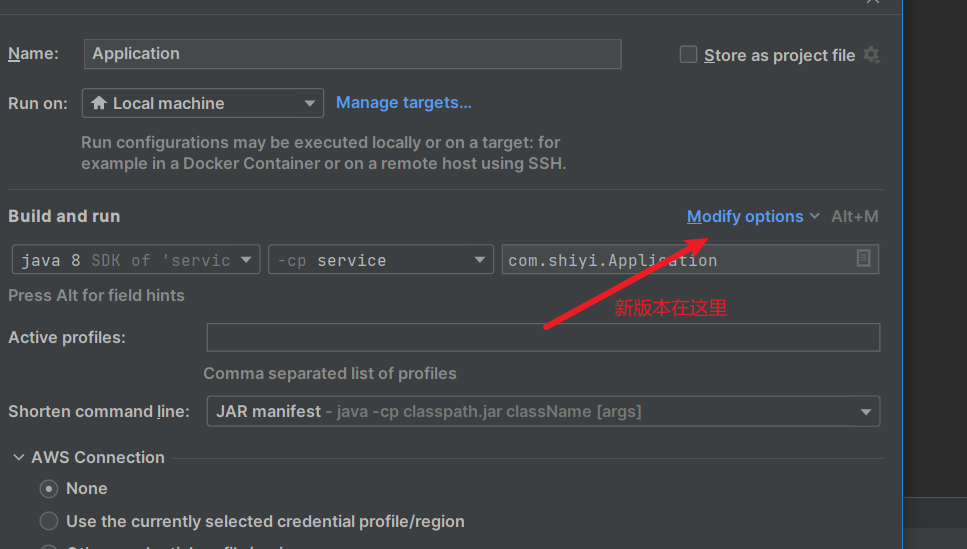 Name: Application Store as project file
Run on: Local machine Manage targets...
Run configurations may be executed locally or on a target: for
example in a Docker Container or on a remote host using SSH.
Build and run Modify options Alt+M
java 8 SDK of 'servic -cp service com.shiyi.Application
Press Alt for field hints
新版本在这里
Active profiles:
Comma separated list of profiles
Shorten command line: JAR manifest - java -cp classpath.jar className [args]
AWS Connection
None
Use the currently selected credential profile/region